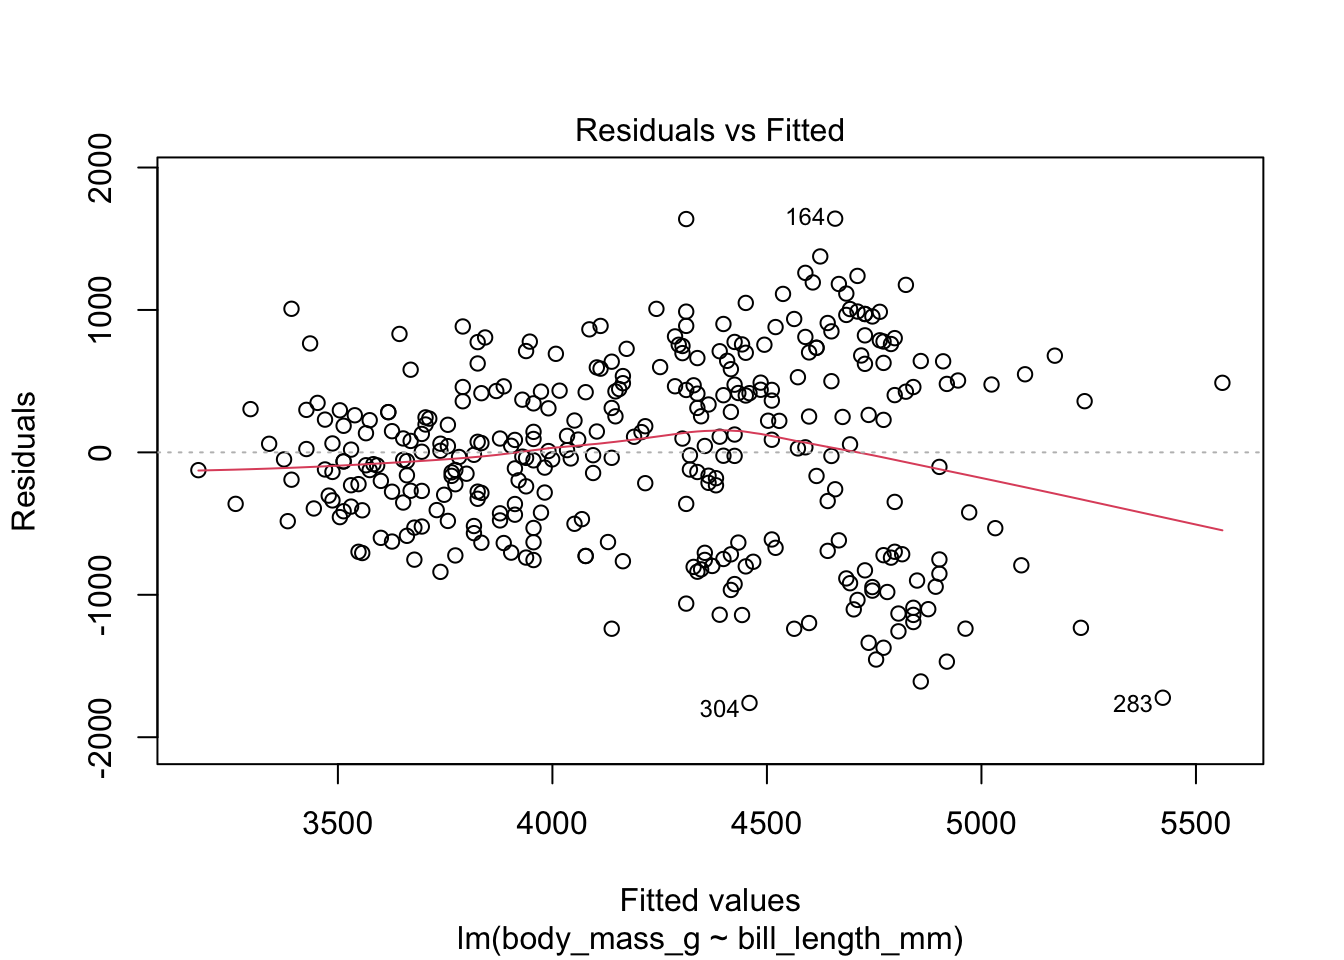 Residuals vs Fitted
2000
1000
0
-1000
-2000
Residuals
164
304
283
3500 4000 4500 5000 5500
Fitted values
lm(body_mass_g ~ bill_length_mm)